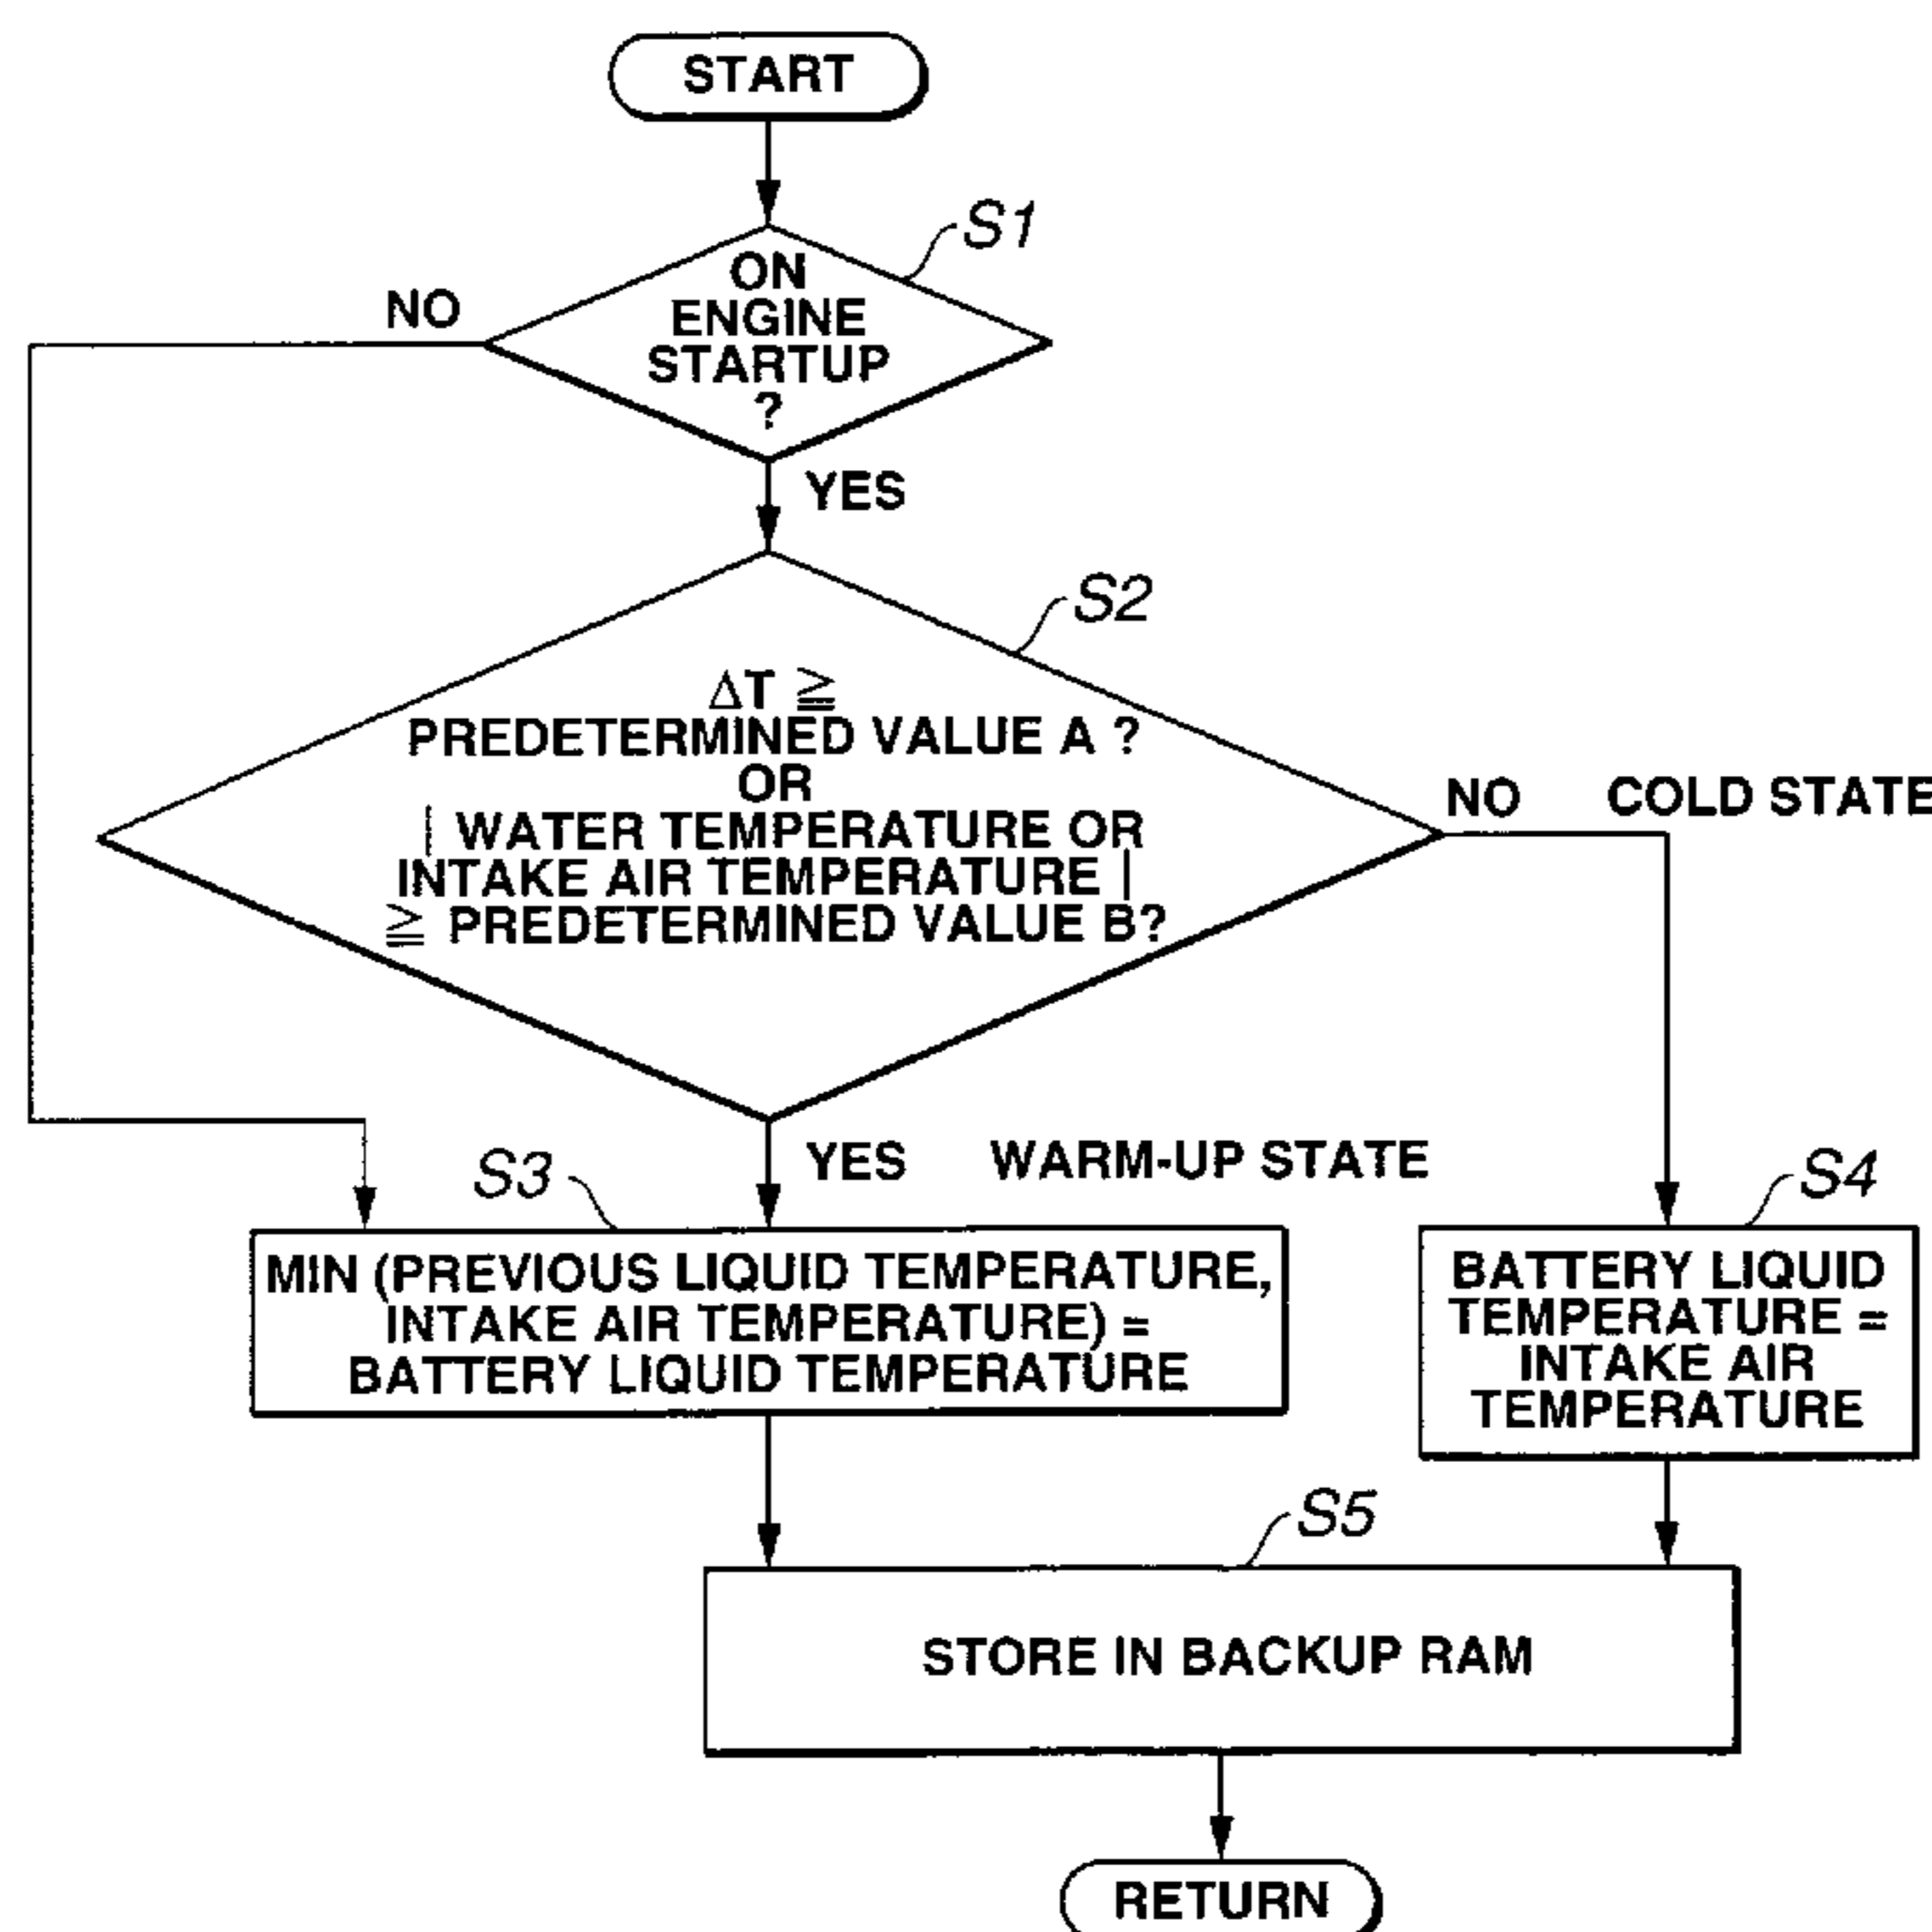 START
S1
ON
ENGINE
STARTUP
?
NO
YES
S2
ΔT ≧
PREDETERMINED VALUE A ?
OR
| WATER TEMPERATURE OR
INTAKE AIR TEMPERATURE |
≧ PREDETERMINED VALUE B?
NO COLD STATE
YES WARM-UP STATE
S3
MIN (PREVIOUS LIQUID TEMPERATURE,
INTAKE AIR TEMPERATURE) =
BATTERY LIQUID TEMPERATURE
S4
BATTERY LIQUID
TEMPERATURE =
INTAKE AIR
TEMPERATURE
S5
STORE IN BACKUP RAM
RETURN